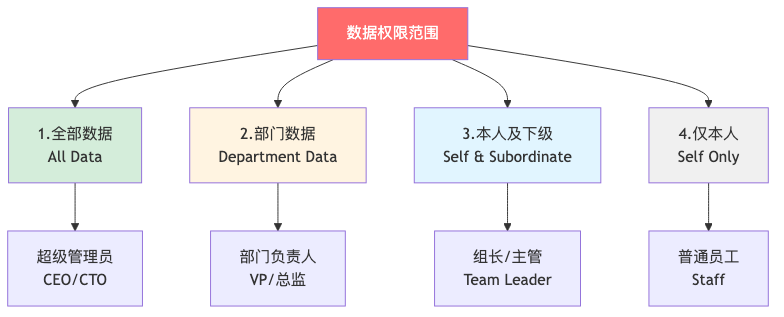 数据权限范围
1.全部数据
All Data
2.部门数据
Department Data
3.本人及下级
Self & Subordinate
4.仅本人
Self Only
超级管理员
CEO/CTO
部门负责人
VP/总监
组长/主管
Team Leader
普通员工
Staff